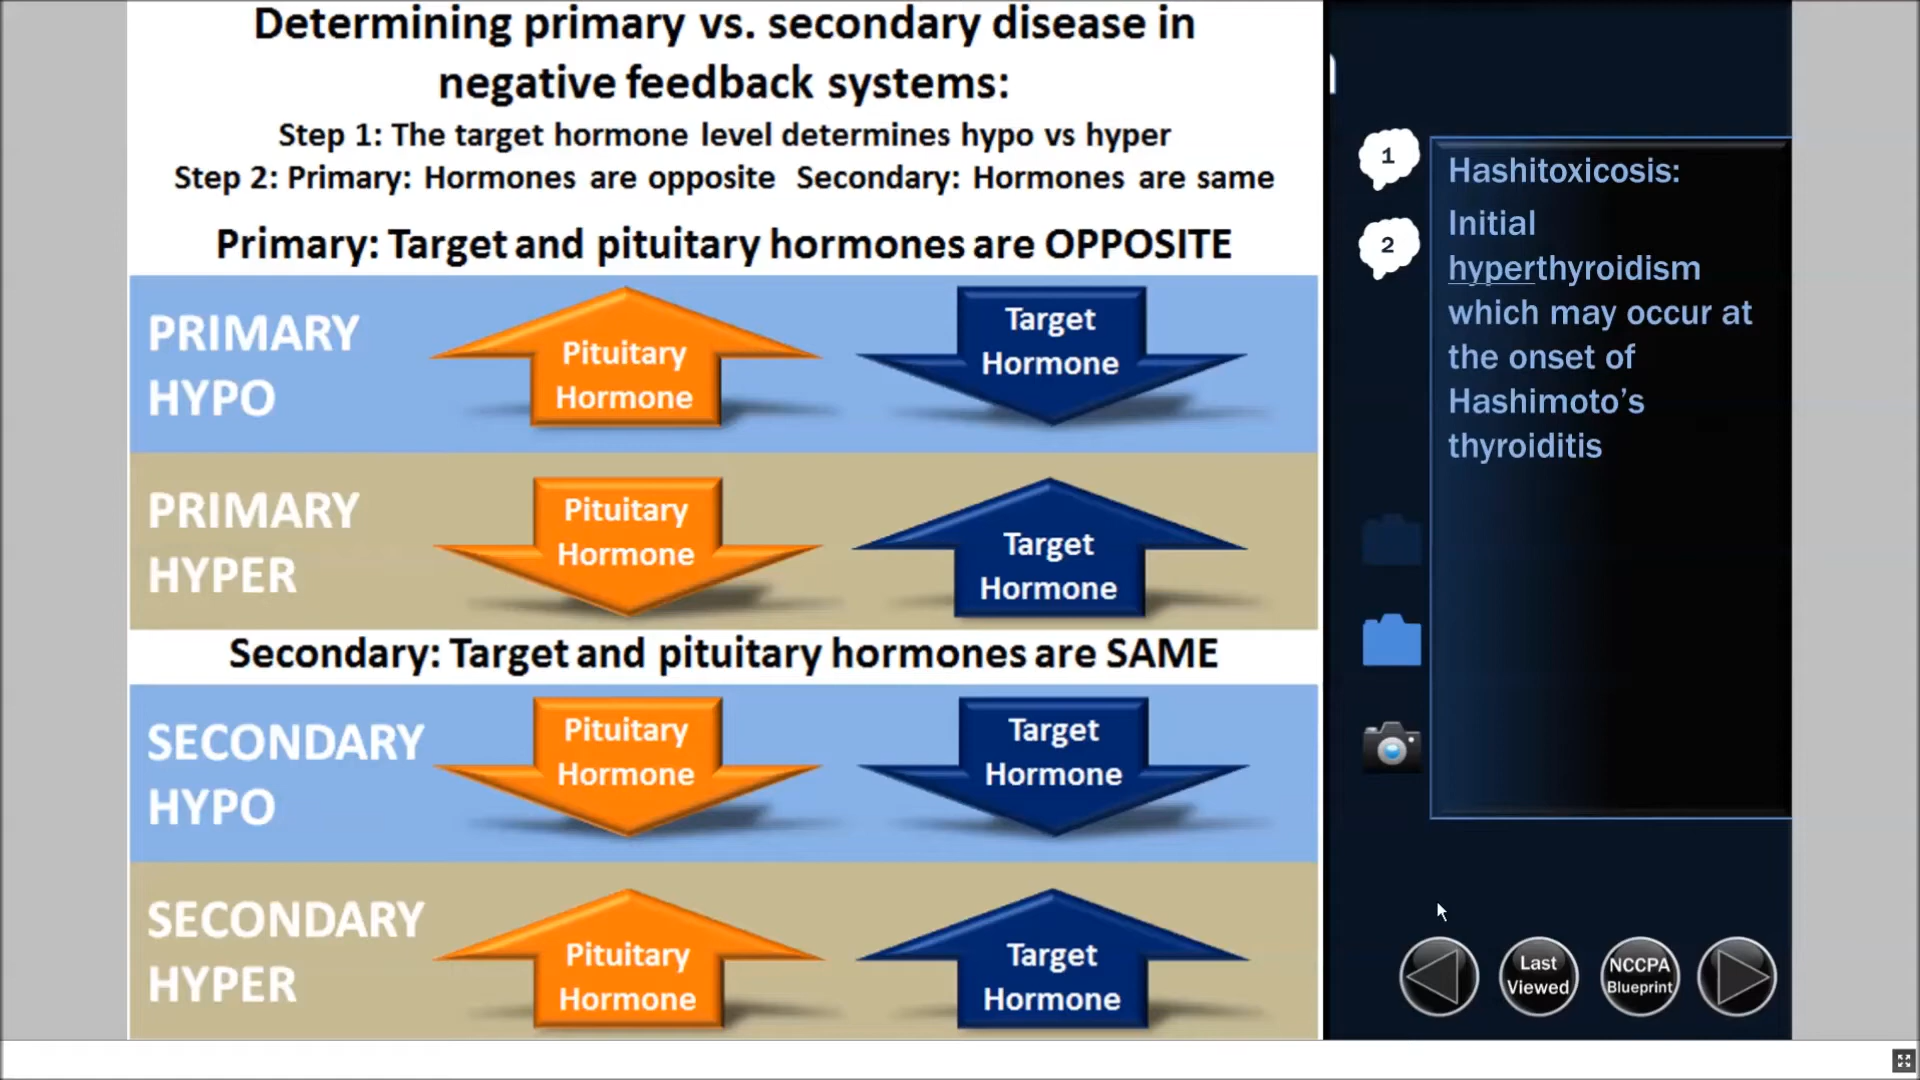 Determining primary vs. secondary disease in
negative feedback systems:
Step 1: The target hormone level determines hypo vs hyper
Step 2: Primary: Hormones are opposite Secondary: Hormones are same
Primary: Target and pituitary hormones are OPPOSITE
PRIMARY
HYPO
Pituitary
Hormone
Target
Hormone
PRIMARY
HYPER
Pituitary
Hormone
Target
Hormone
Secondary: Target and pituitary hormones are SAME
SECONDARY
HYPO
Pituitary
Hormone
Target
Hormone
SECONDARY
HYPER
Pituitary
Hormone
Target
Hormone
1
2
Hashitoxicosis:
Initial
hyperthyroidism
which may occur at
the onset of
Hashimoto’s
thyroiditis
Last
Viewed
NCCPA
Blueprint